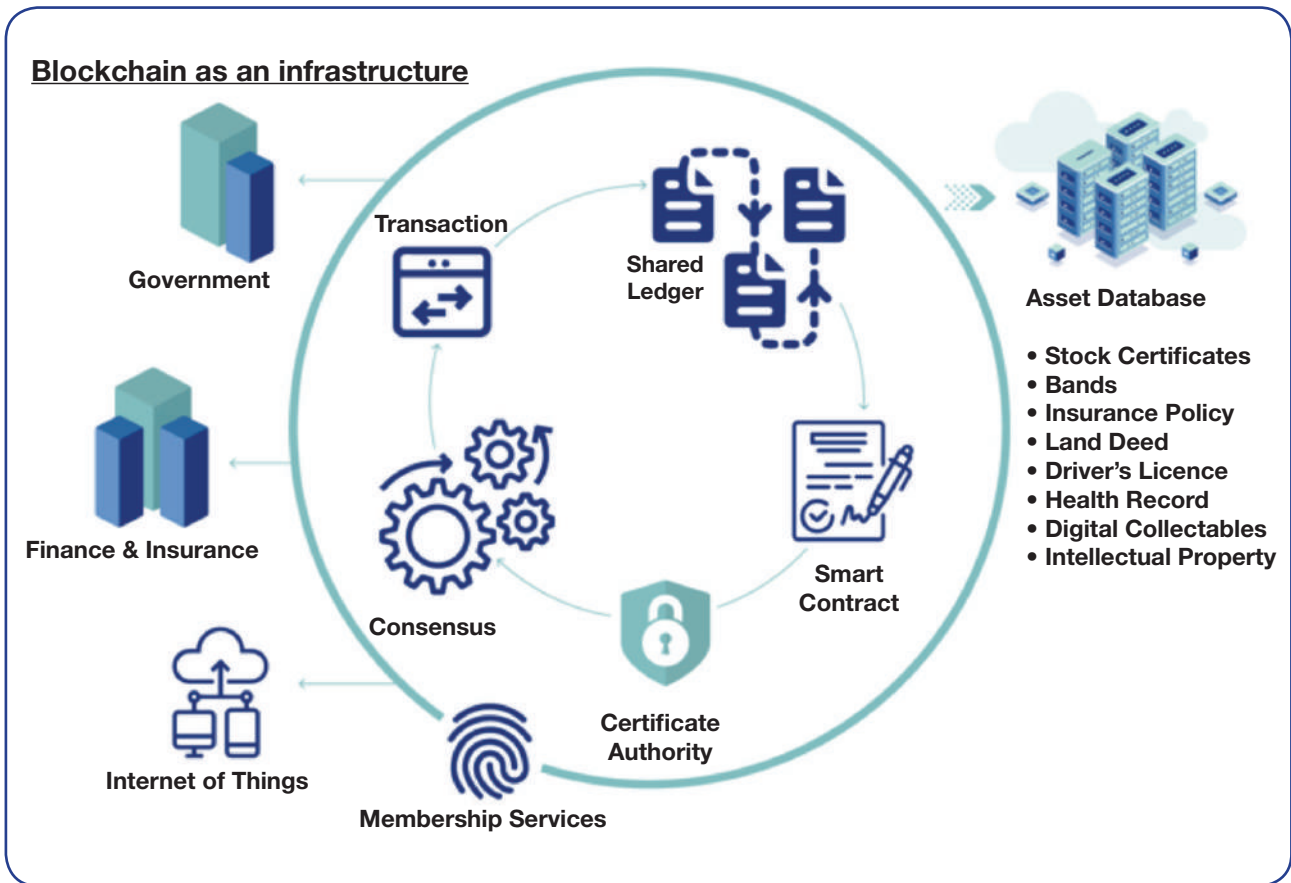 Blockchain as an infrastructure
Government
Finance & Insurance
Internet of Things
Membership Services
Transaction
Shared
Ledger
Smart
Contract
Certificate
Authority
Consensus
Asset Database
• Stock Certificates
• Bands
• Insurance Policy
• Land Deed
• Driver's Licence
• Health Record
• Digital Collectables
• Intellectual Property